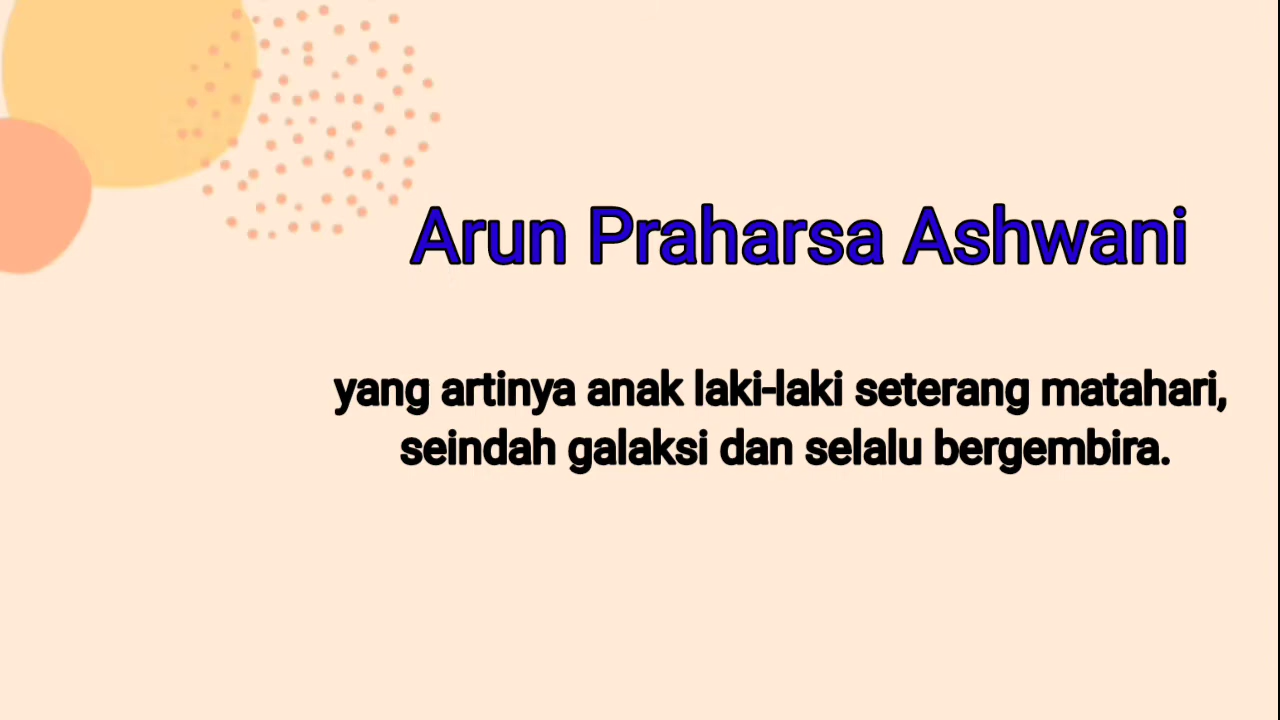 Arun Praharsa Ashwani
yang artinya anak laki-laki seterang matahari,
seindah galaksi dan selalu bergembira.